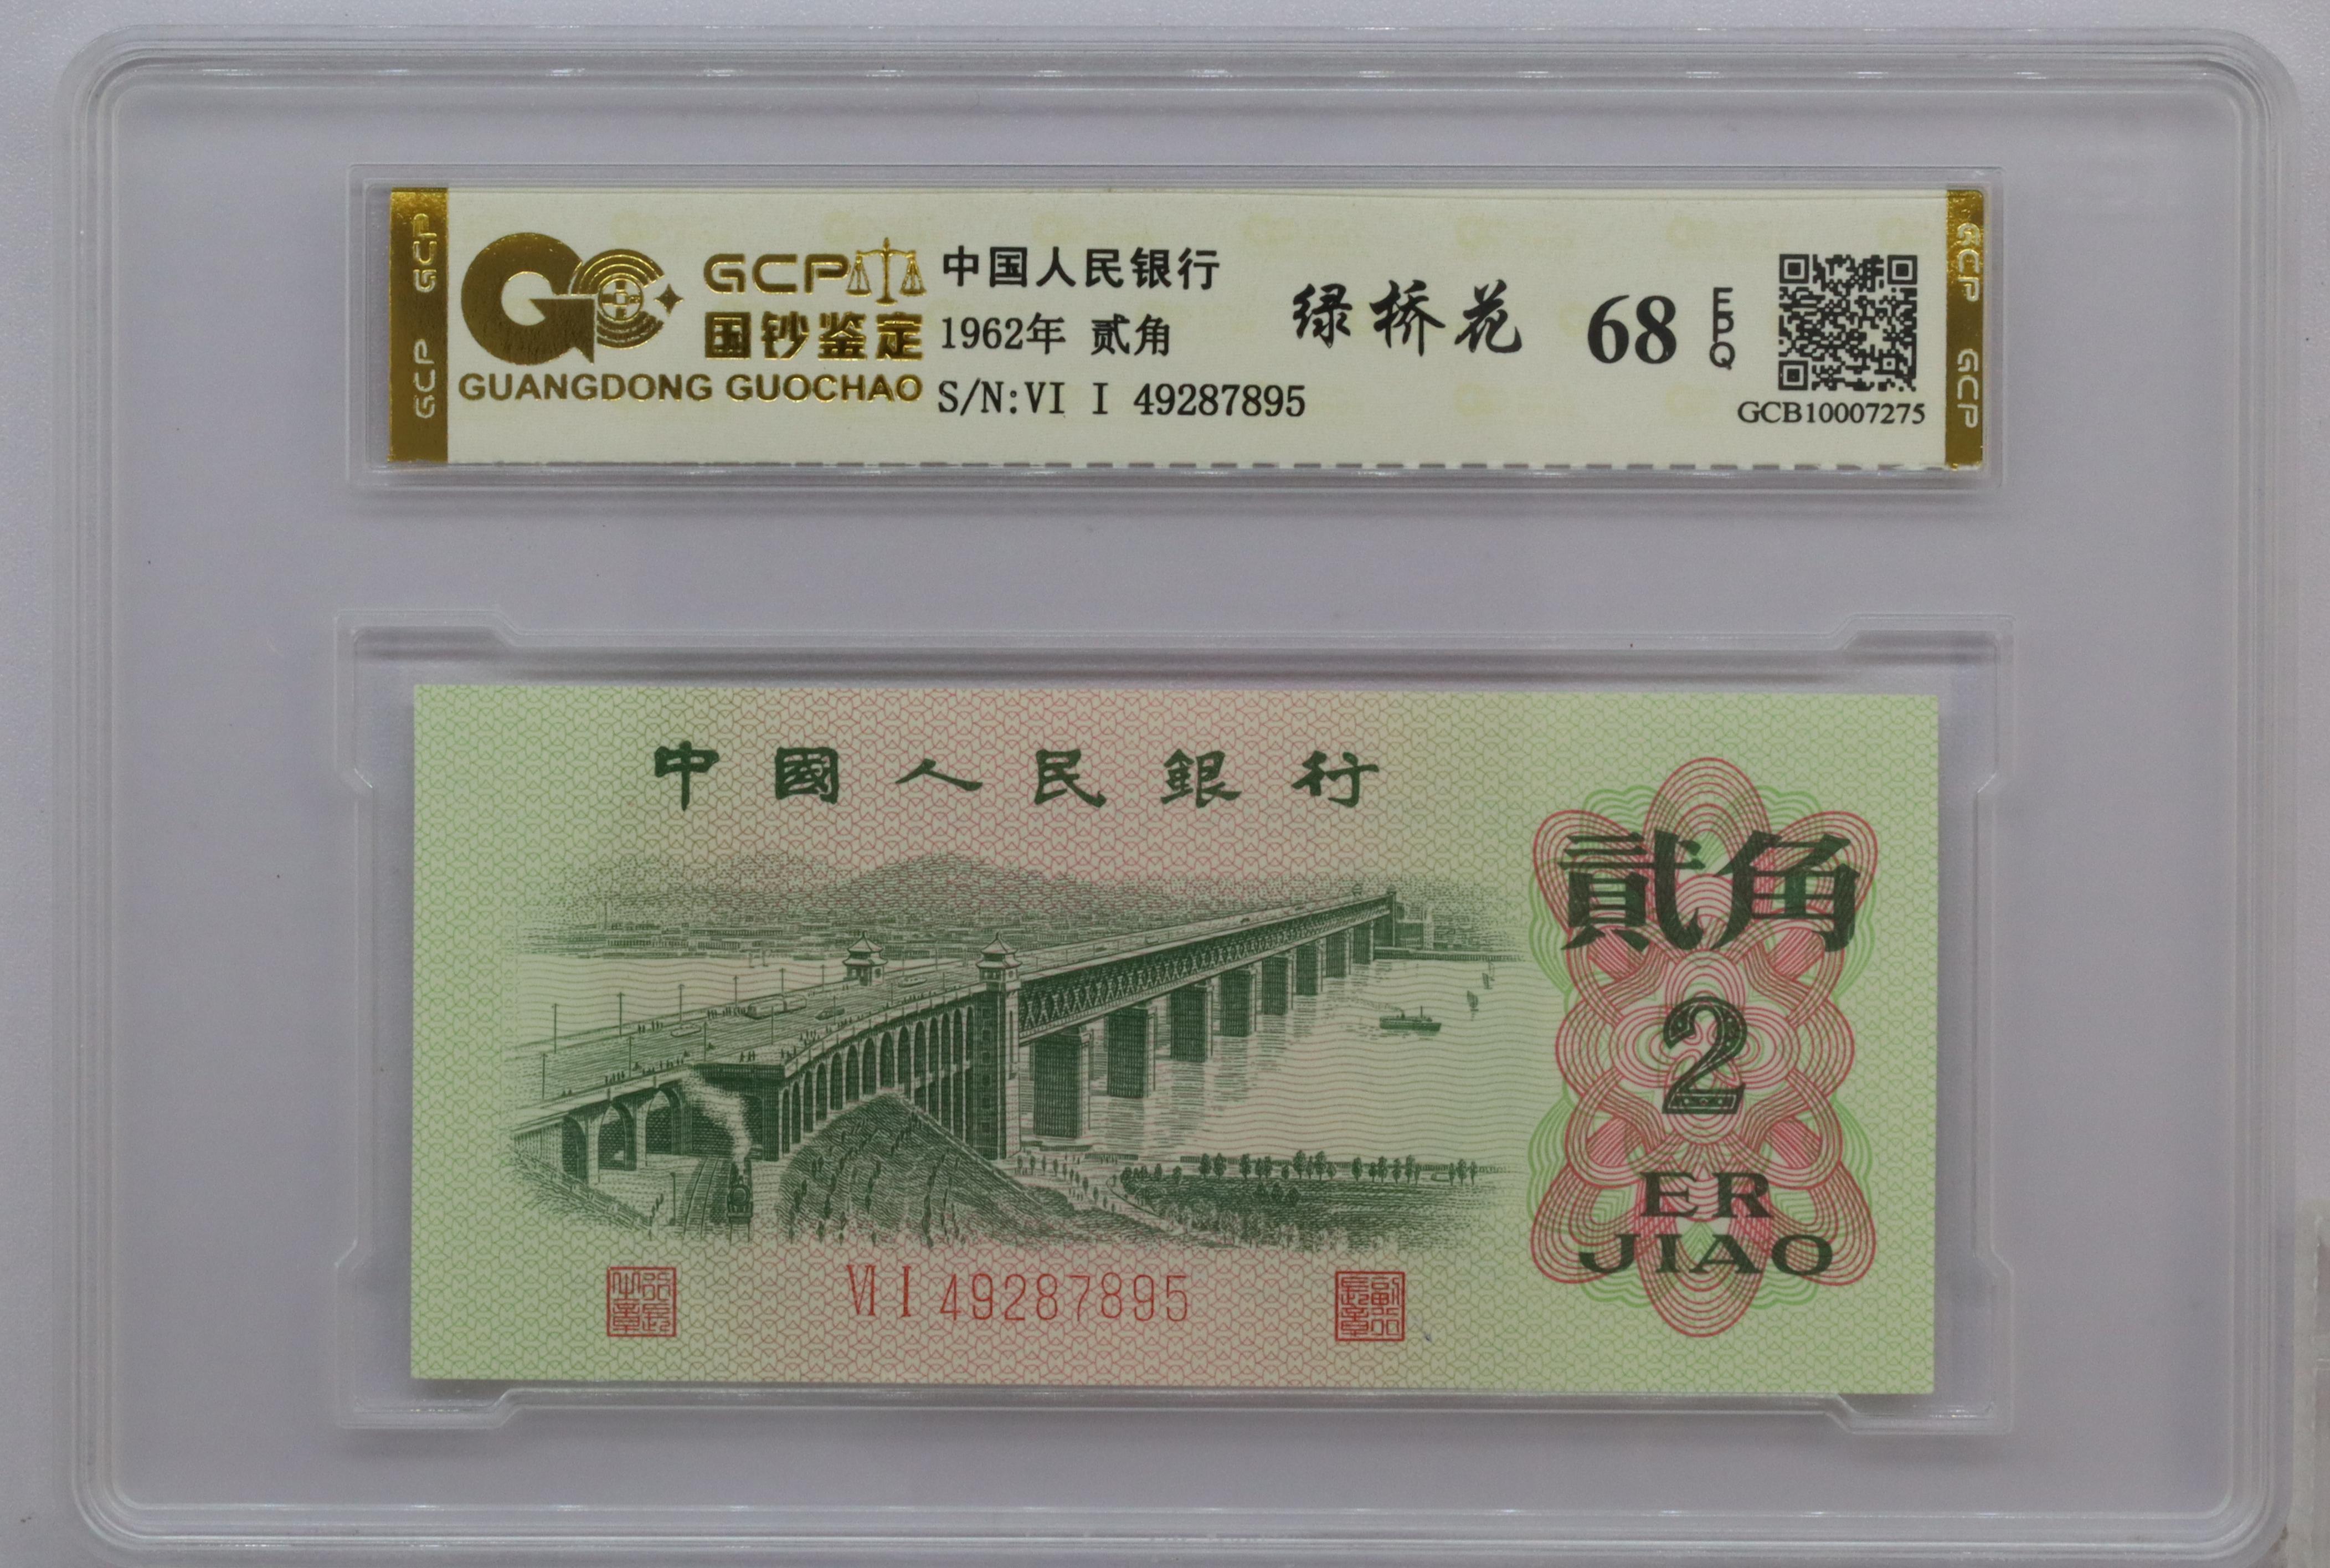 GCP
GCP
GCP
国钞鉴定
GUANGDONG GUOCHAO
中国人民银行
1962年 贰角
S/N:VI I 49287895
绿桥花
68
EPQ
GCB10007275
GCP
GCP
中國人民銀行
貳角
2
ER
JIAO
VI I 49287895